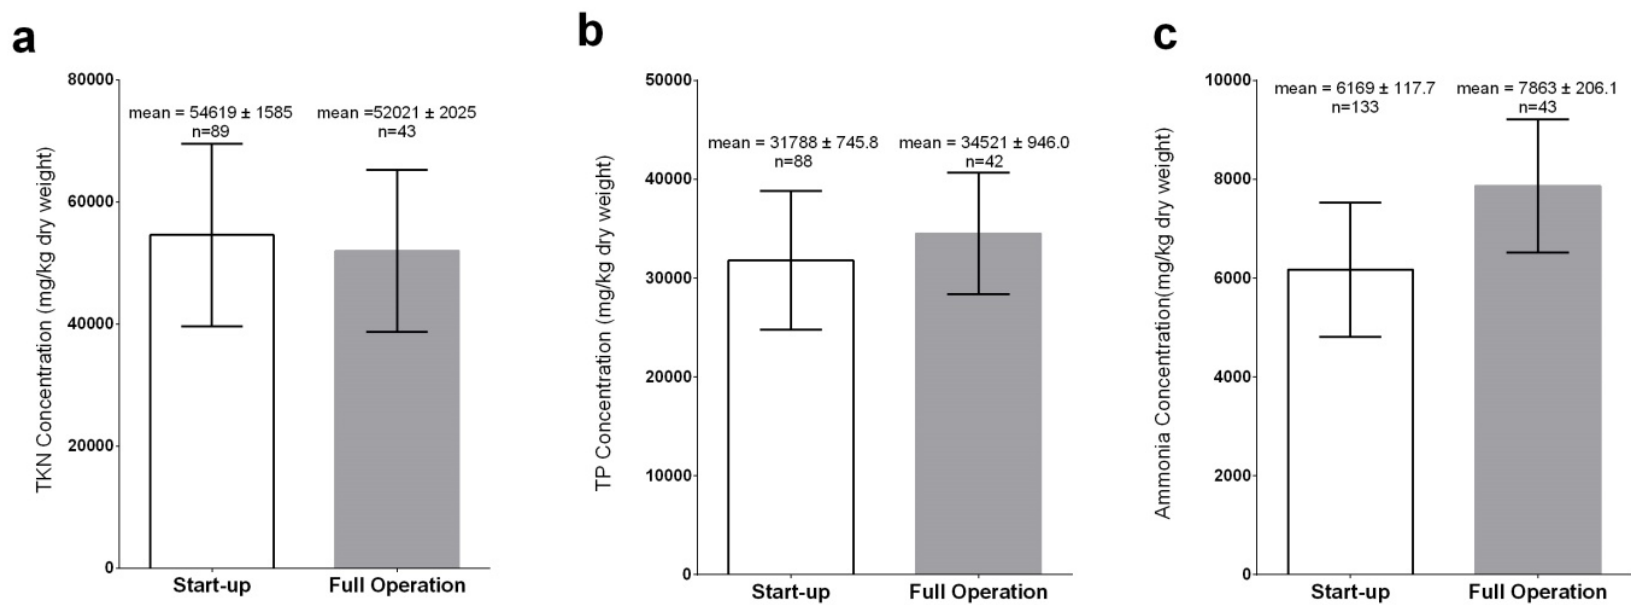 a
TKN Concentration (mg/kg dry weight)
80000
60000
40000
20000
0
mean = 54619 ± 1585
n=89
mean =52021 ± 2025
n=43
Start-up
Full Operation
b
TP Concentration (mg/kg dry weight)
50000
40000
30000
20000
10000
0
mean = 31788 ± 745.8
n=88
mean = 34521 ± 946.0
n=42
Start-up
Full Operation
c
Ammonia Concentration(mg/kg dry weight)
10000
8000
6000
4000
2000
0
mean = 6169 ± 117.7
n=133
mean = 7863 ± 206.1
n=43
Start-up
Full Operation